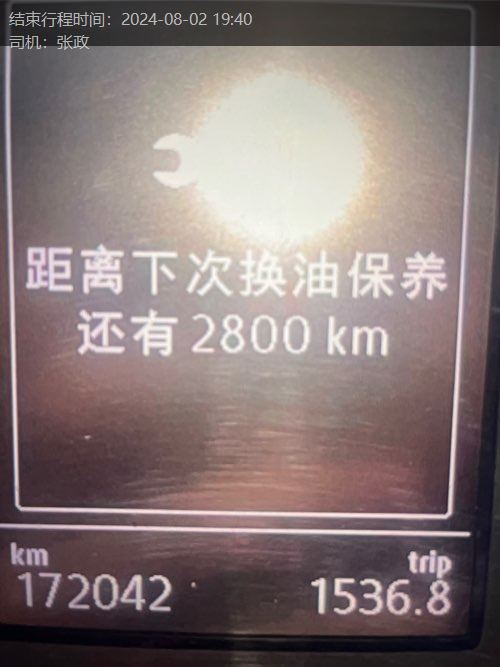 结束行程时间：2024-08-02 19:40
司机：张政
距离下次换油保养
还有 2800 km
km
trip
172042
1536.8